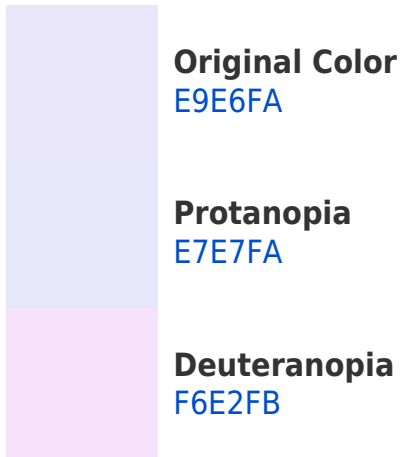 Original Color
E9E6FA
Protanopia
E7E7FA
Deuteranopia
F6E2FB